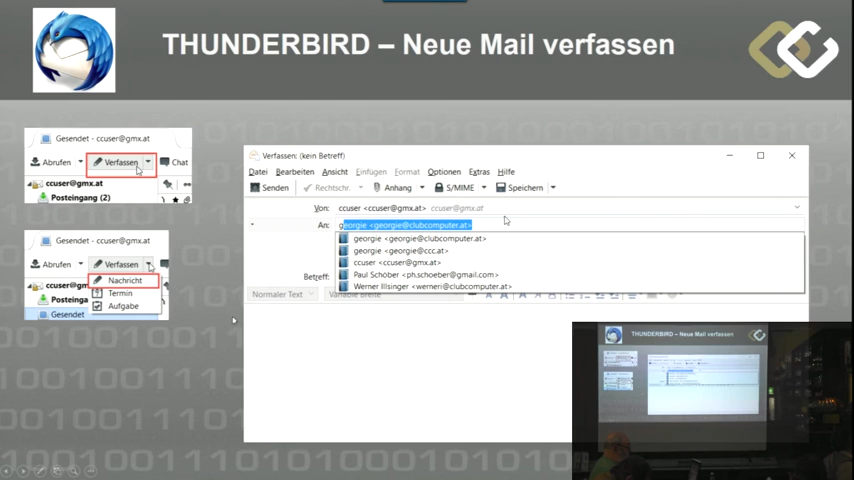 THUNDERBIRD – Neue Mail verfassen
Gesendet - ccuser@gmx.at
Abrufen Verfassen Chat
ccuser@gmx.at
Posteingang (2)
Gesendet - ccuser@gmx.at
Abrufen Verfassen
ccuser@gm
Nachricht
Posteinga
Termin
Aufgabe
Gesendet
Verfassen: (kein Betreff)
Datei Bearbeiten Ansicht Einfügen Format Optionen Extras Hilfe
Senden Rechtschr. Anhang S/MIME Speichern
Von: ccuser <ccuser@gmx.at> ccuser@gmx.at
An: georgie <georgie@clubcomputer.at>
georgie <georgie@clubcomputer.at>
georgie <georgie@ccc.at>
ccuser <ccuser@gmx.at>
Paul Schöber <ph.schoeber@gmail.com>
Betreff:
Werner Illsinger <werneri@clubcomputer.at>
Normaler Text Variable Breite
THUNDERBIRD – Neue Mail verfassen